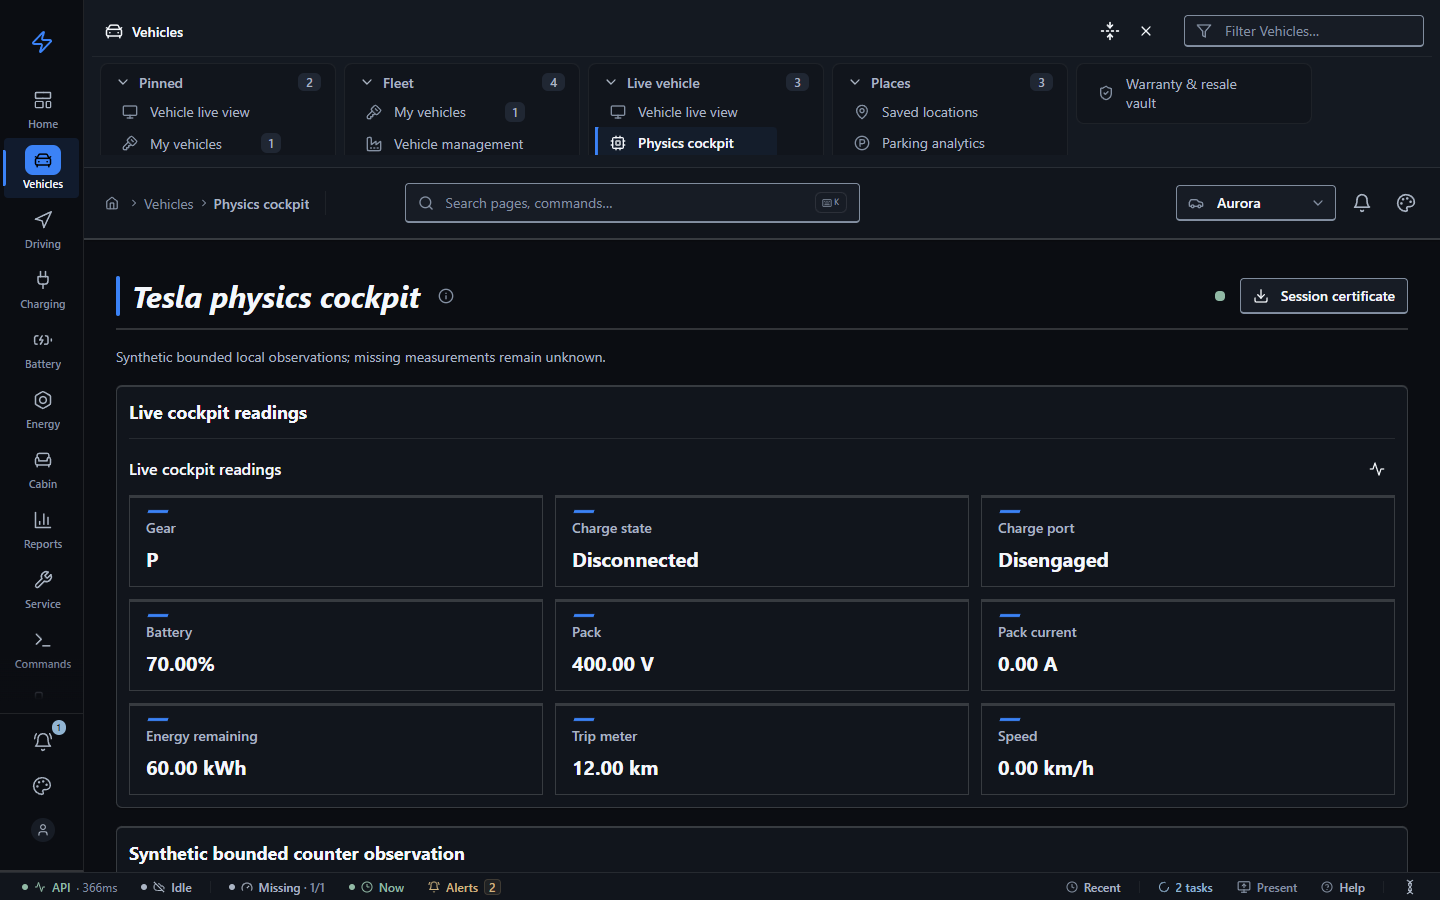 Vehicles
Filter Vehicles...
Pinned 2
Vehicle live view
My vehicles 1
Fleet 4
My vehicles 1
Vehicle management
Live vehicle 3
Vehicle live view
Physics cockpit
Places 3
Saved locations
Parking analytics
Warranty & resale
vault
Home
Vehicles
Driving
Charging
Battery
Energy
Cabin
Reports
Service
Commands
1
Vehicles
Physics cockpit
Search pages, commands...
K
Aurora
Tesla physics cockpit
Session certificate
Synthetic bounded local observations; missing measurements remain unknown.
Live cockpit readings
Live cockpit readings
Gear
P
Charge state
Disconnected
Charge port
Disengaged
Battery
70.00%
Pack
400.00 V
Pack current
0.00 A
Energy remaining
60.00 kWh
Trip meter
12.00 km
Speed
0.00 km/h
Synthetic bounded counter observation
API · 366ms
Idle
Missing · 1/1
Now
Alerts 2
Recent
2 tasks
Present
Help